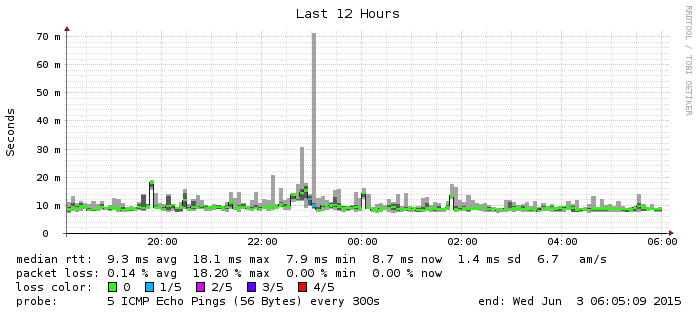 Last 12 Hours
RRDTOOL / TOBI OETIKER
Seconds
70 m
60 m
50 m
40 m
30 m
20 m
10 m
0
20:00 22:00 00:00 02:00 04:00 06:00
median rtt: 9.3 ms avg 18.1 ms max 7.9 ms min 8.7 ms now 1.4 ms sd 6.7 am/s
packet loss: 0.14 % avg 18.20 % max 0.00 % min 0.00 % now
loss color: 0 1/5 2/5 3/5 4/5
probe: 5 ICMP Echo Pings (56 Bytes) every 300s end: Wed Jun 3 06:05:09 2015